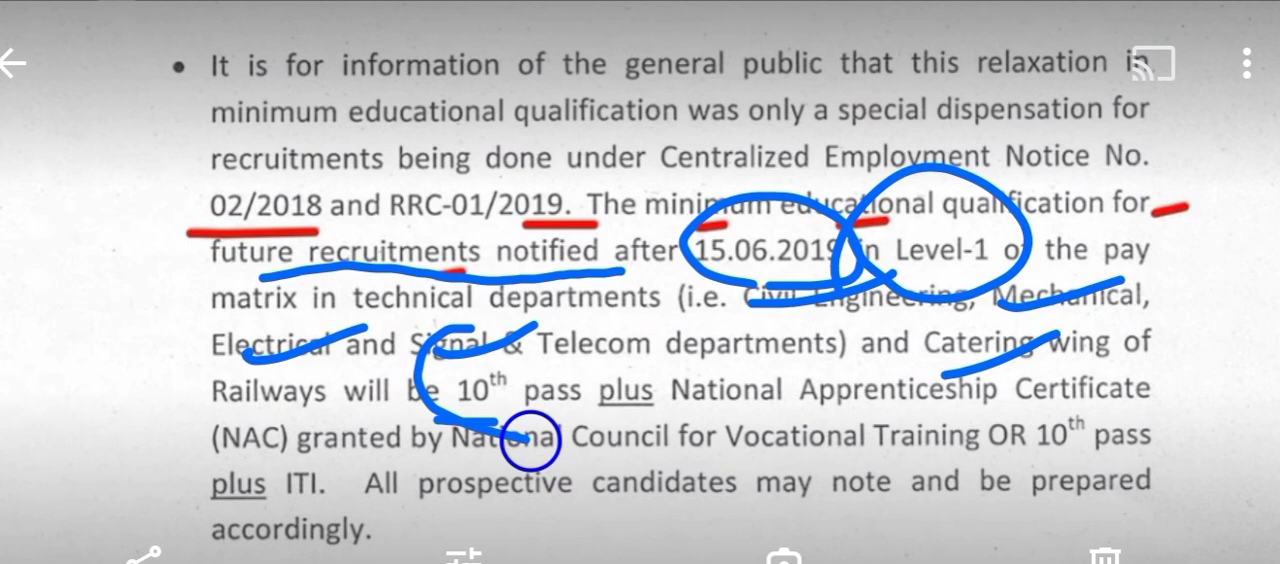 • It is for information of the general public that this relaxation in
minimum educational qualification was only a special dispensation for
recruitments being done under Centralized Employment Notice No.
02/2018 and RRC-01/2019. The minimum educational qualification for
future recruitments notified after 15.06.2019 in Level-1 of the pay
matrix in technical departments (i.e. Civil Engineering, Mechanical,
Electrical and Signal & Telecom departments) and Catering wing of
Railways will be 10th pass plus National Apprenticeship Certificate
(NAC) granted by National Council for Vocational Training OR 10th pass
plus ITI. All prospective candidates may note and be prepared
accordingly.